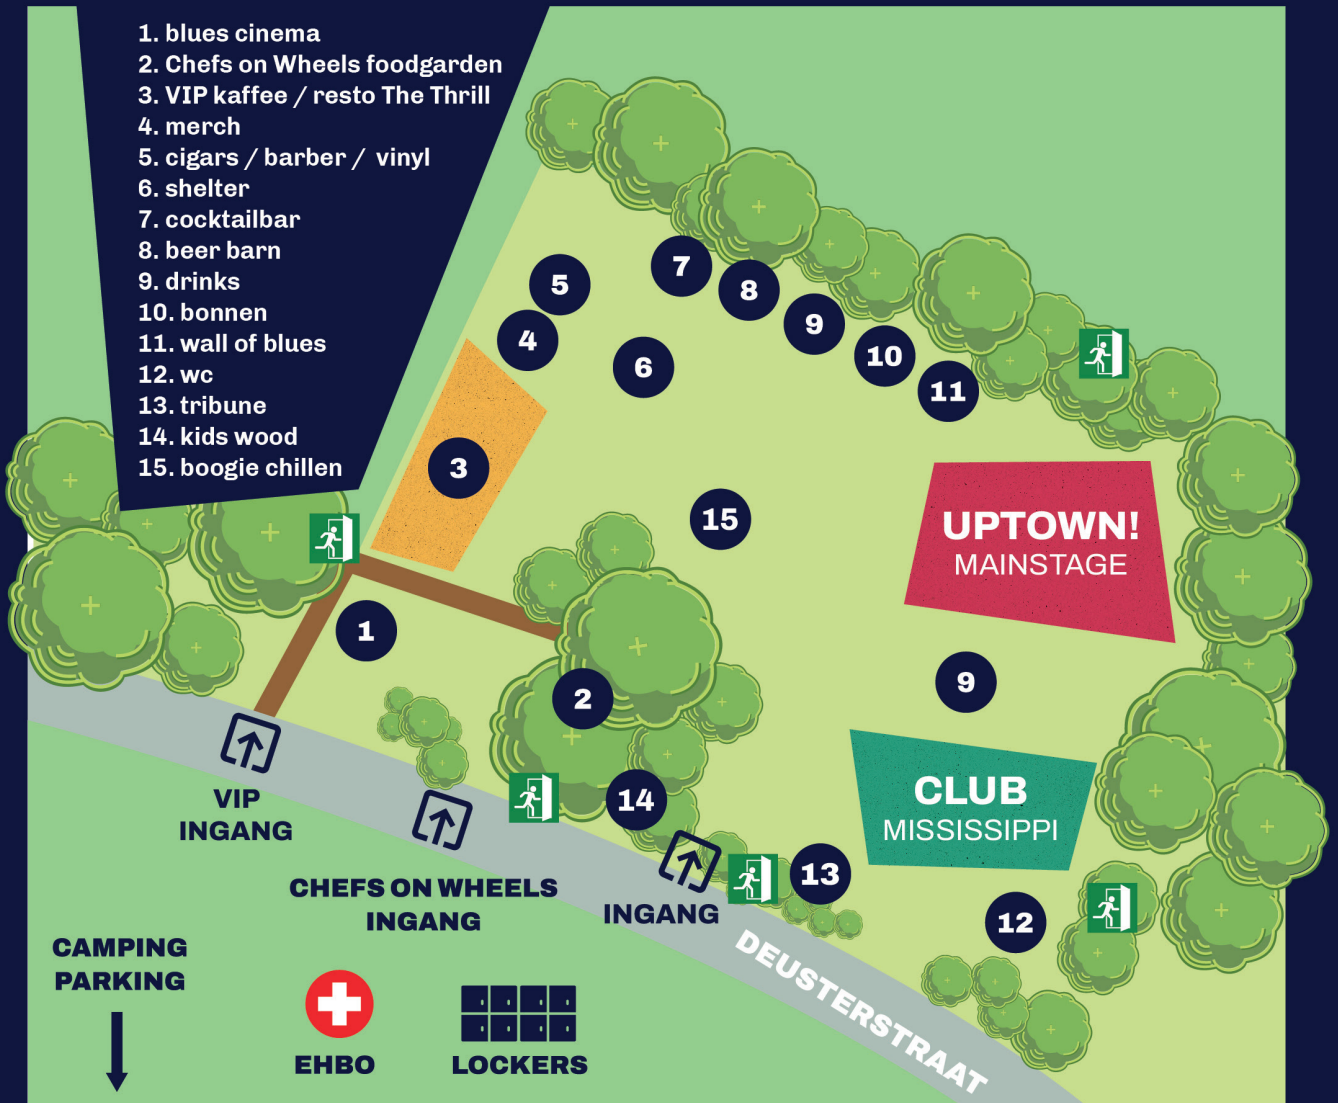 1. blues cinema
2. Chefs on Wheels foodgarden
3. VIP kaffee / resto The Thrill
4. merch
5. cigars / barber / vinyl
6. shelter
7. cocktailbar
8. beer barn
9. drinks
10. bonnen
11. wall of blues
12. wc
13. tribune
14. kids wood
15. boogie chillen
7
5
8
9
4
10
6
11
3
15
UPTOWN!
MAINSTAGE
1
9
2
CLUB
MISSISSIPPI
14
VIP
INGANG
13
CHEFS ON WHEELS
INGANG
INGANG
12
DEUSTERSTRAAT
CAMPING
PARKING
EHBO
LOCKERS